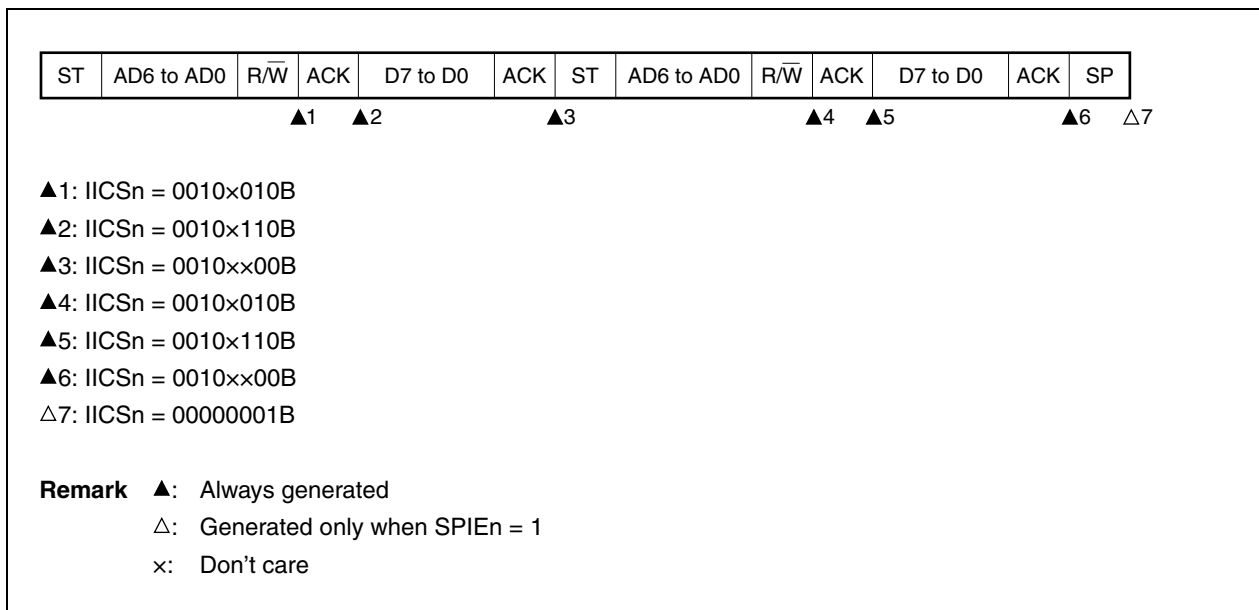 ST AD6 to AD0 R/W̅ ACK D7 to D0 ACK ST AD6 to AD0 R/W̅ ACK D7 to D0 ACK SP
▲1 ▲2 ▲3 ▲4 ▲5 ▲6 △7
▲1: IICSn = 0010×010B
▲2: IICSn = 0010×110B
▲3: IICSn = 0010××00B
▲4: IICSn = 0010×010B
▲5: IICSn = 0010×110B
▲6: IICSn = 0010××00B
△7: IICSn = 00000001B
Remark ▲: Always generated
△: Generated only when SPIEn = 1
×: Don't care